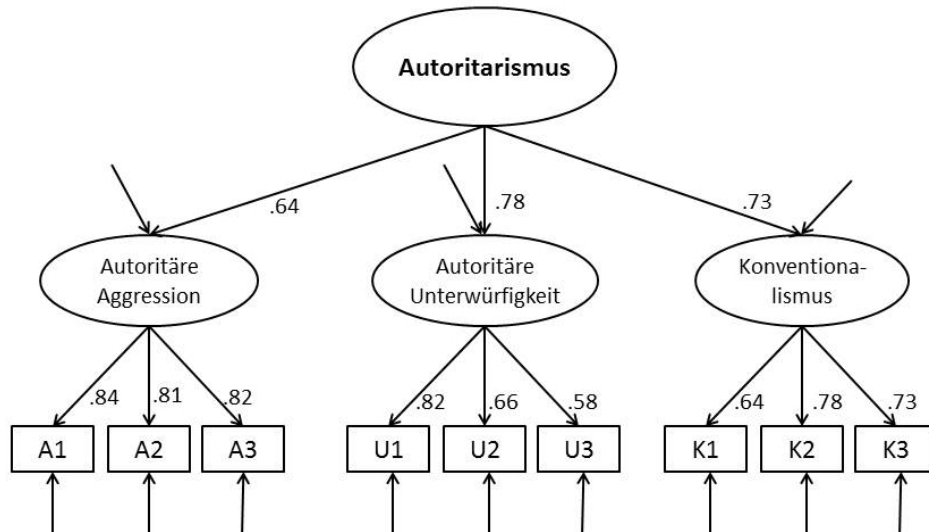 Autoritarismus
.64
.78
.73
Autoritäre
Aggression
Autoritäre
Unterwürfigkeit
Konventiona-
lismus
.84 .81 .82 .82 .66 .58 .64 .78 .73
A1 A2 A3 U1 U2 U3 K1 K2 K3